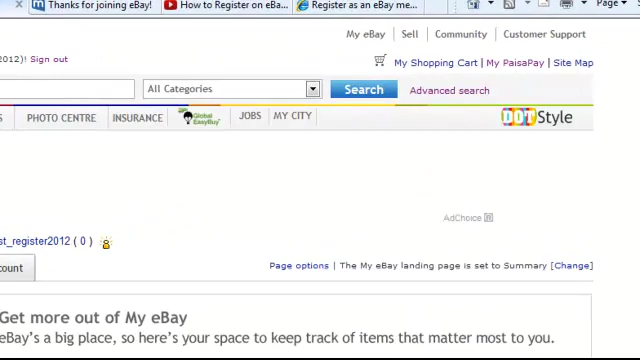 Thanks for joining eBay!
How to Register on eBa...
Register as an eBay me...
Page
My eBay | Sell | Community | Customer Support
2012)! Sign out
My Shopping Cart | My PaisaPay | Site Map
All Categories
Search
Advanced search
S PHOTO CENTRE INSURANCE Global EasyBuy JOBS MY CITY DOT Style
AdChoice
st_register2012 ( 0 )
count
Page options | The My eBay landing page is set to Summary [Change]
Get more out of My eBay
eBay's a big place, so here's your space to keep track of items that matter most to you.